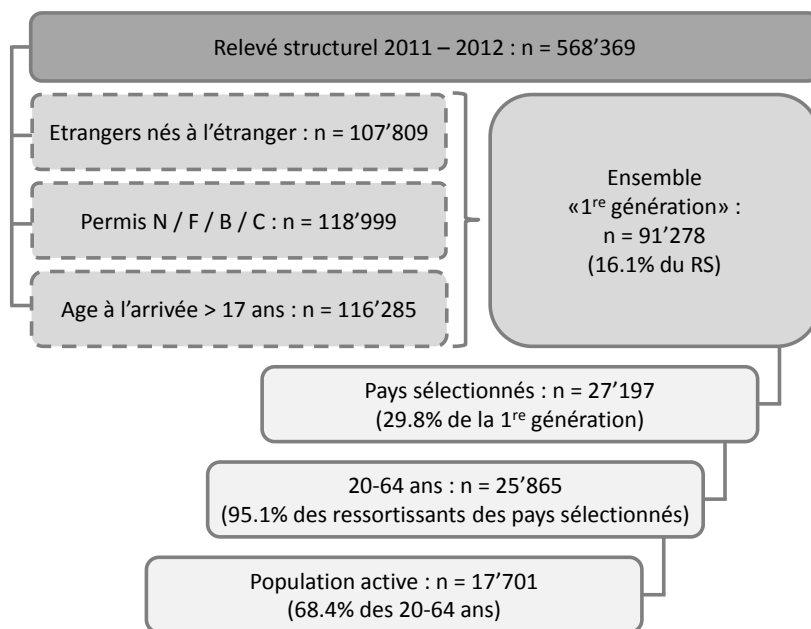 Relevé structurel 2011 – 2012 : n = 568’369
Etrangers nés à l’étranger : n = 107’809
Permis N / F / B / C : n = 118’999
Age à l’arrivée > 17 ans : n = 116’285
Ensemble
«1re génération» :
n = 91’278
(16.1% du RS)
Pays sélectionnés : n = 27’197
(29.8% de la 1re génération)
20-64 ans : n = 25’865
(95.1% des ressortissants des pays sélectionnés)
Population active : n = 17’701
(68.4% des 20-64 ans)